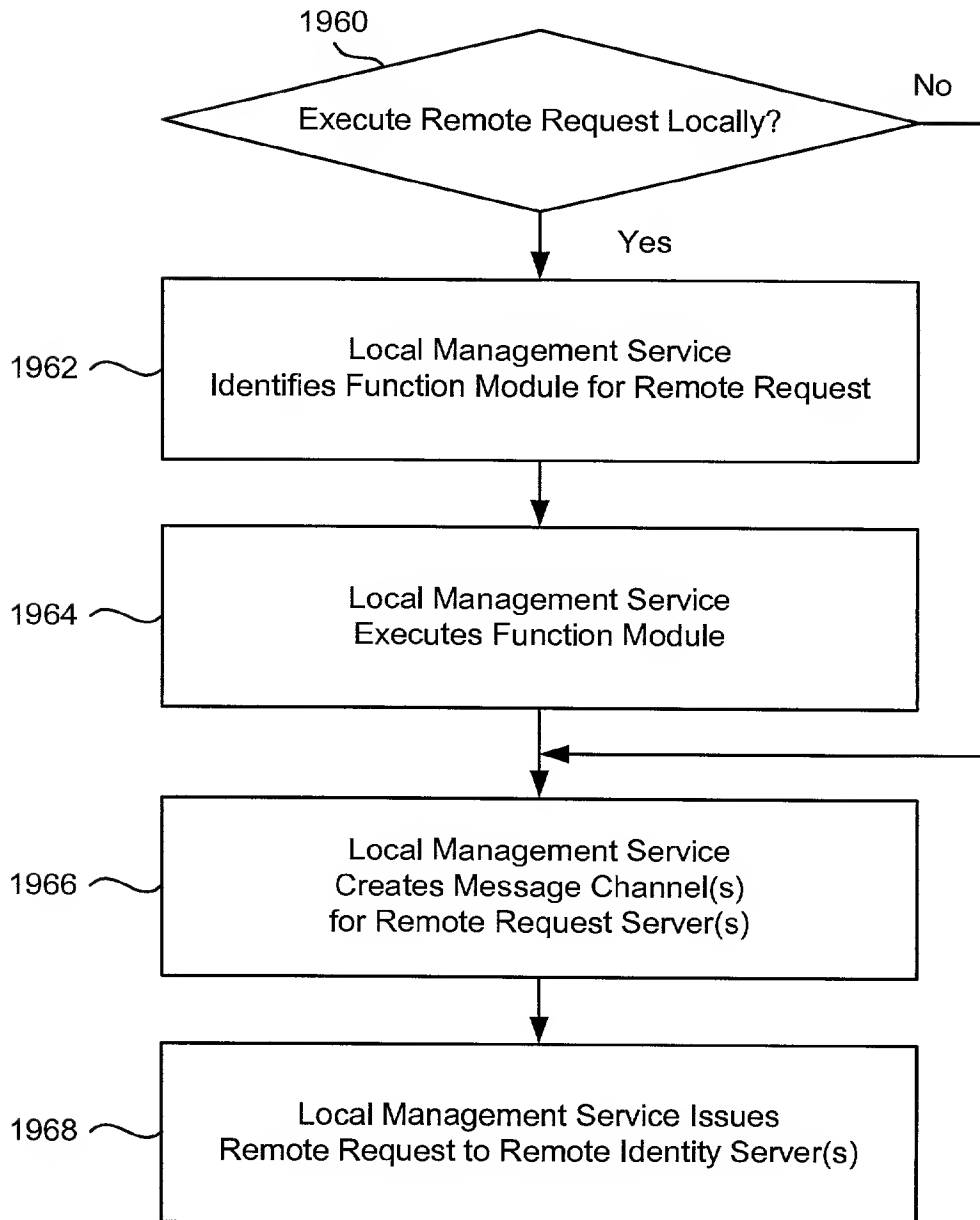 1960
No
Execute Remote Request Locally?
Yes
1962
Local Management Service
Identifies Function Module for Remote Request
1964
Local Management Service
Executes Function Module
1966
Local Management Service
Creates Message Channel(s)
for Remote Request Server(s)
1968
Local Management Service Issues
Remote Request to Remote Identity Server(s)